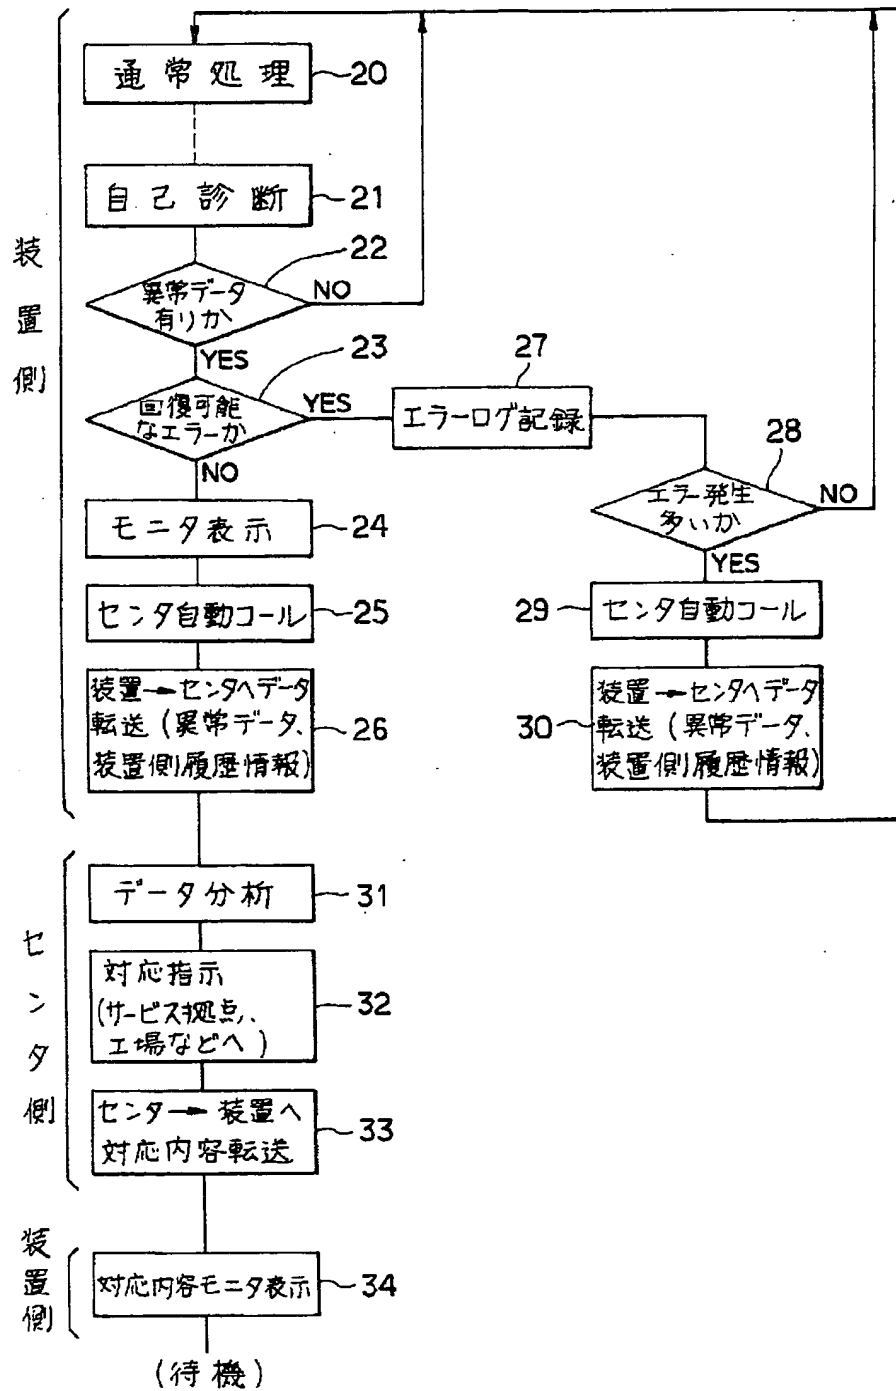 通常処理
20
自己診断
21
装置側
22
異常データ
有りか
NO
YES
23
回復可能
なエラーか
YES
NO
27
エラーログ記録
28
エラー発生
多いか
NO
YES
モニタ表示
24
センタ自動コール
25
29
センタ自動コール
装置→センタへデータ
転送(異常データ、
装置側履歴情報)
26
30
装置→センタへデータ
転送(異常データ、
装置側履歴情報)
センタ側
データ分析
31
対応指示
(サービス拠点、
工場などへ)
32
センタ→装置へ
対応内容転送
33
装置側
対応内容モニタ表示
34
(待機)